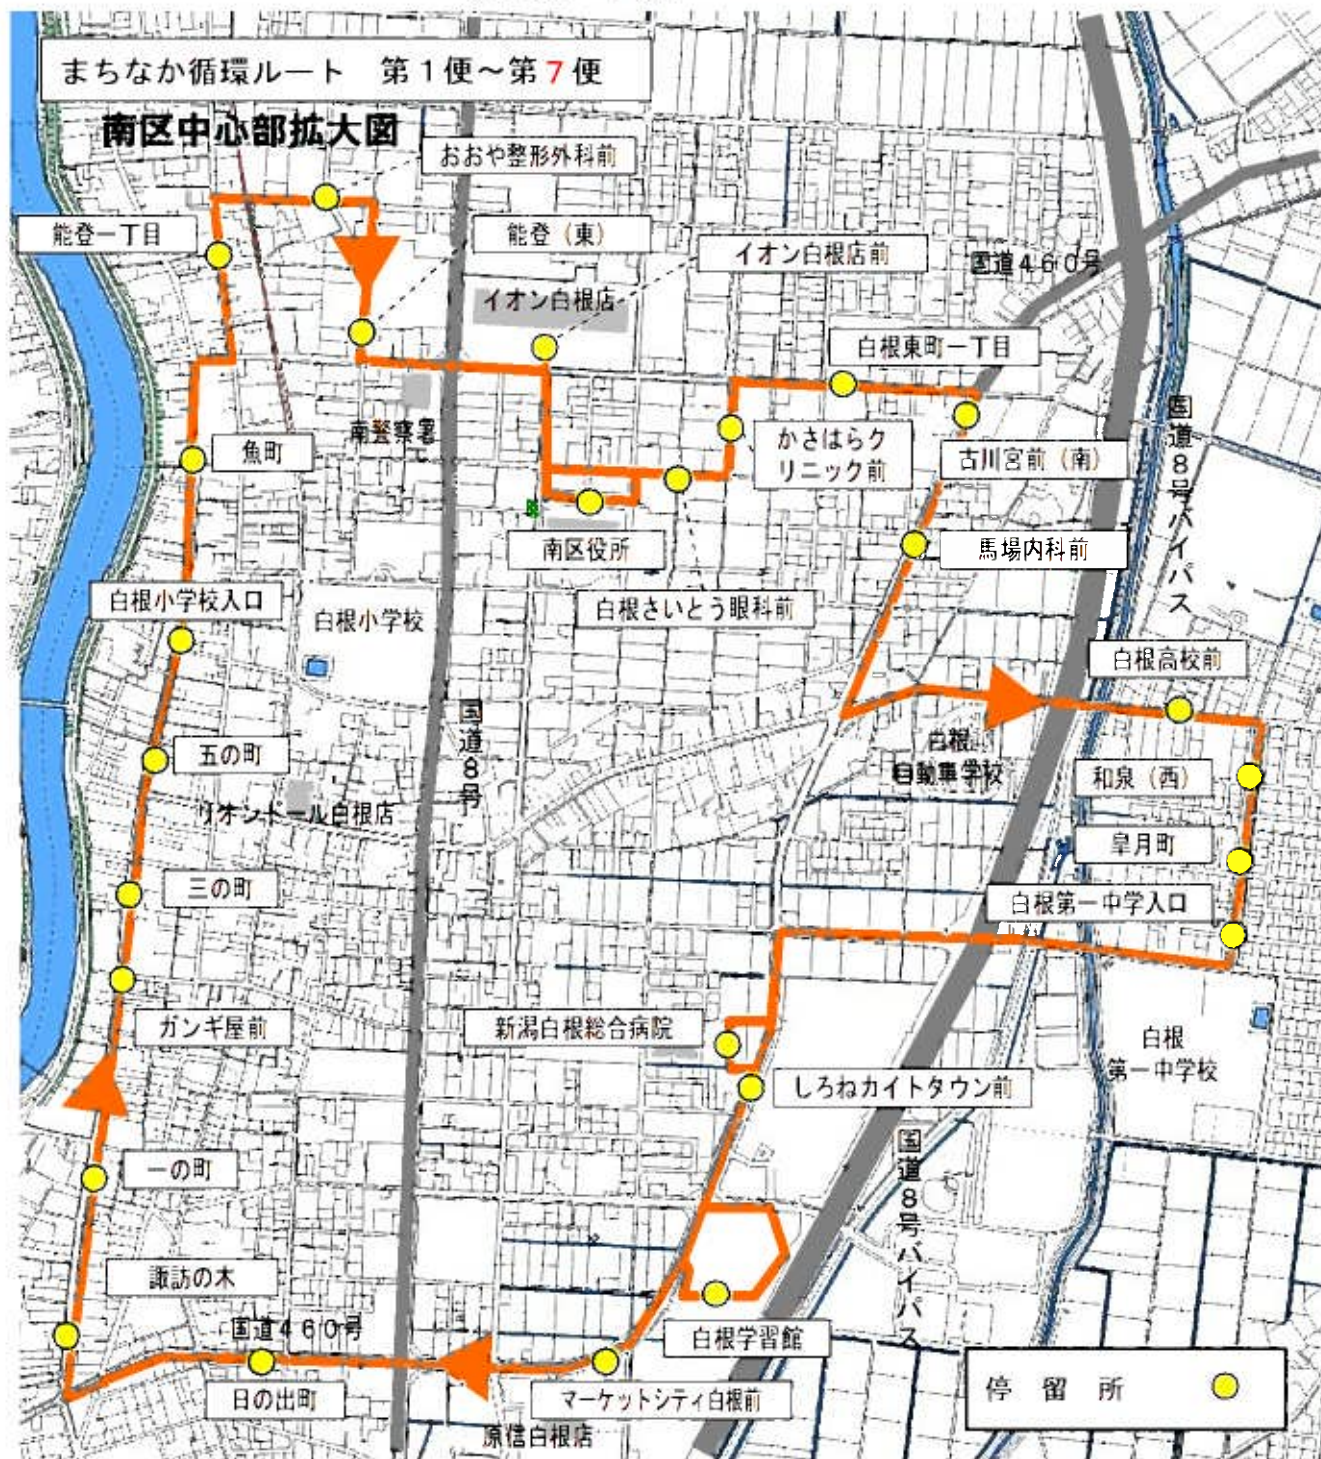 まちなか循環ルート 第1便～第7便
南区中心部拡大図
おおや整形外科前
能登一丁目
能登（東）
イオン白根店前
国道460号
イオン白根店
白根東町一丁目
国道8号バイパス
南警察署
魚町
かさはらク
リニック前
古川宮前（南）
南区役所
馬場内科前
白根小学校入口
白根小学校
白根さいとう眼科前
白根高校前
国道8号
五の町
白根
自動車学校
和泉（西）
リオントール白根店
皐月町
三の町
白根第一中学入口
ガンギ屋前
新潟白根総合病院
白根
第一中学校
しろねカイトタウン前
一の町
国道8号バイパス
諏訪の木
国道460号
白根学習館
日の出町
マーケットシティ白根前
停留所
原信白根店